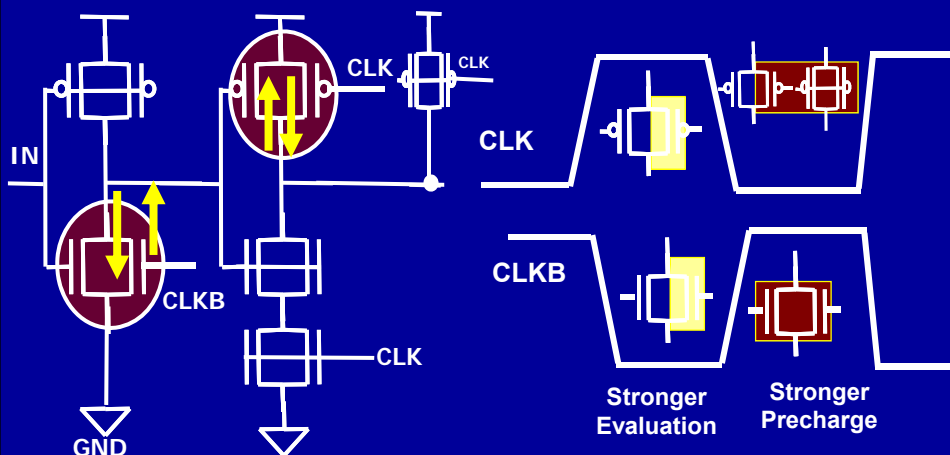 CLK
CLK
IN
CLK
CLKB
CLKB
CLK
GND
Stronger
Evaluation
Stronger
Precharge